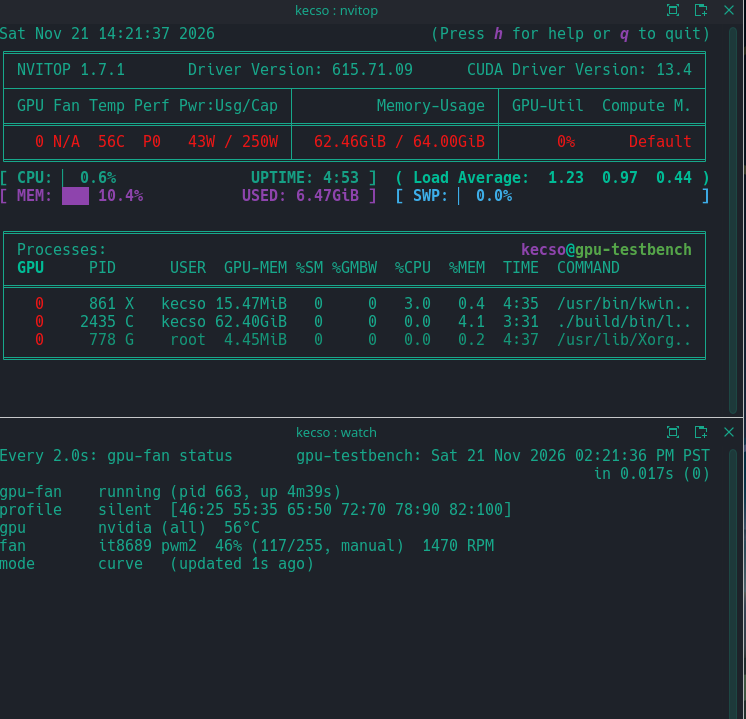 kecso : nvitop
Sat Nov 21 14:21:37 2026 (Press h for help or q to quit)
NVITOP 1.7.1 Driver Version: 615.71.09 CUDA Driver Version: 13.4
GPU Fan Temp Perf Pwr:Usg/Cap Memory-Usage GPU-Util Compute M.
0 N/A 56C P0 43W / 250W 62.46GiB / 64.00GiB 0% Default
[ CPU: 0.6% UPTIME: 4:53 ] ( Load Average: 1.23 0.97 0.44 )
[ MEM: 10.4% USED: 6.47GiB ] [ SWP: 0.0% ]
Processes: kecso@gpu-testbench
GPU PID USER GPU-MEM %SM %GMBW %CPU %MEM TIME COMMAND
0 861 X kecso 15.47MiB 0 0 3.0 0.4 4:35 /usr/bin/kwin..
0 2435 C kecso 62.40GiB 0 0 0.0 4.1 3:31 ./build/bin/l..
0 778 G root 4.45MiB 0 0 0.0 0.2 4:37 /usr/lib/Xorg..
kecso : watch
Every 2.0s: gpu-fan status gpu-testbench: Sat 21 Nov 2026 02:21:36 PM PST
in 0.017s (0)
gpu-fan running (pid 663, up 4m39s)
profile silent [46:25 55:35 65:50 72:70 78:90 82:100]
gpu nvidia (all) 56°C
fan it8689 pwm2 46% (117/255, manual) 1470 RPM
mode curve (updated 1s ago)